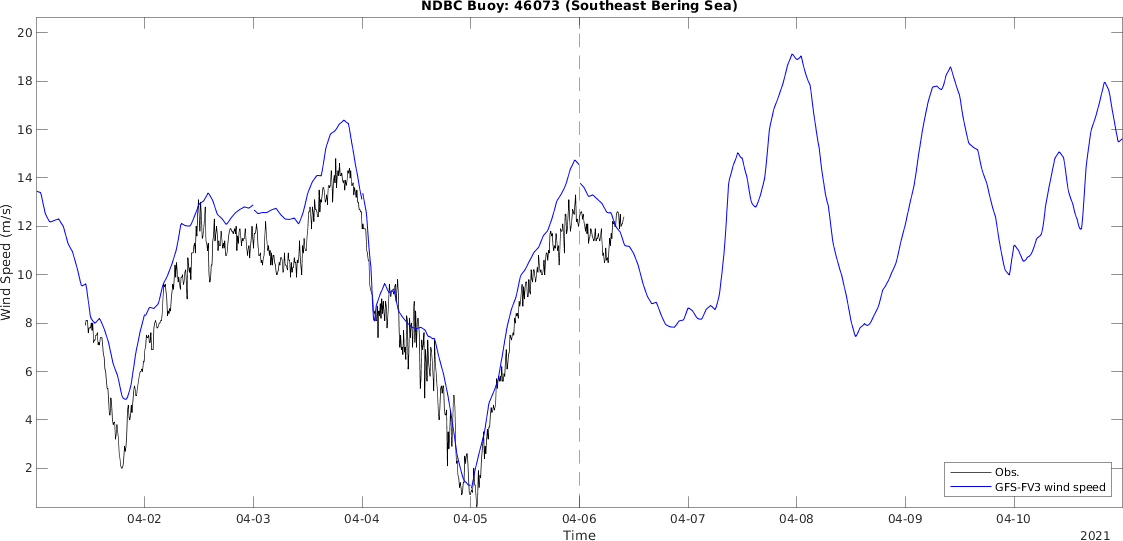 NDBC Buoy: 46073 (Southeast Bering Sea)
20
18
16
14
12
10
8
6
4
2
Wind Speed (m/s)
Obs.
GFS-FV3 wind speed
04-02 04-03 04-04 04-05 04-06 04-07 04-08 04-09 04-10
Time
2021